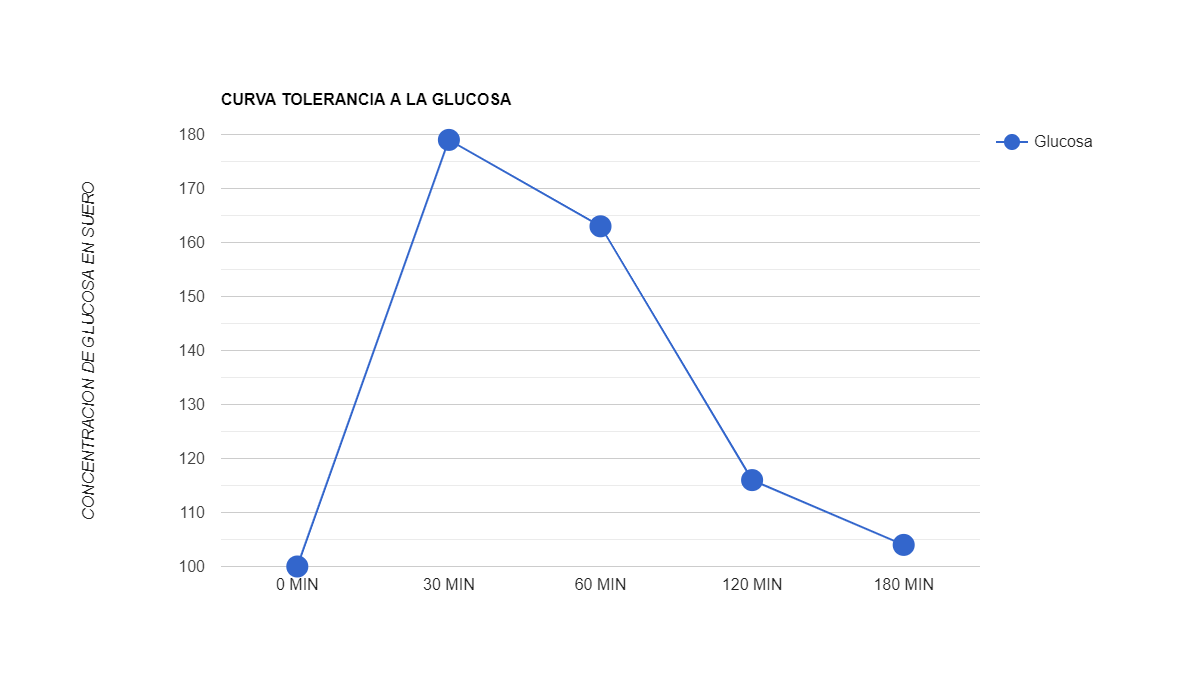 CURVA TOLERANCIA A LA GLUCOSA
Glucosa
CONCENTRACION DE GLUCOSA EN SUERO
180
170
160
150
140
130
120
110
100
0 MIN
30 MIN
60 MIN
120 MIN
180 MIN